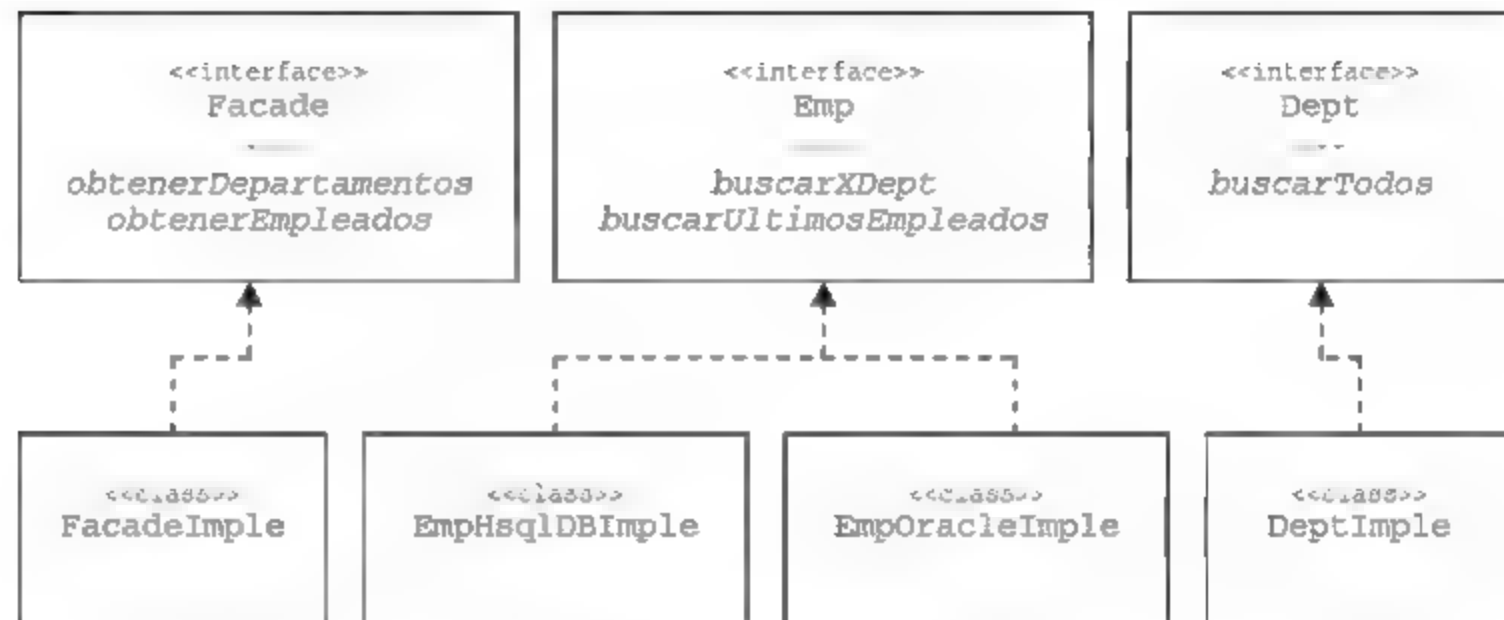 <<interface>>
Facade
obtenerDepartamentos
obtenerEmpleados
<<interface>>
Emp
buscarXDept
buscarUltimosEmpleados
<<interface>>
Dept
buscarTodos
<<class>>
FacadeImple
<<class>>
EmpHsqlDBImple
<<class>>
EmpOracleImple
<<class>>
DeptImple